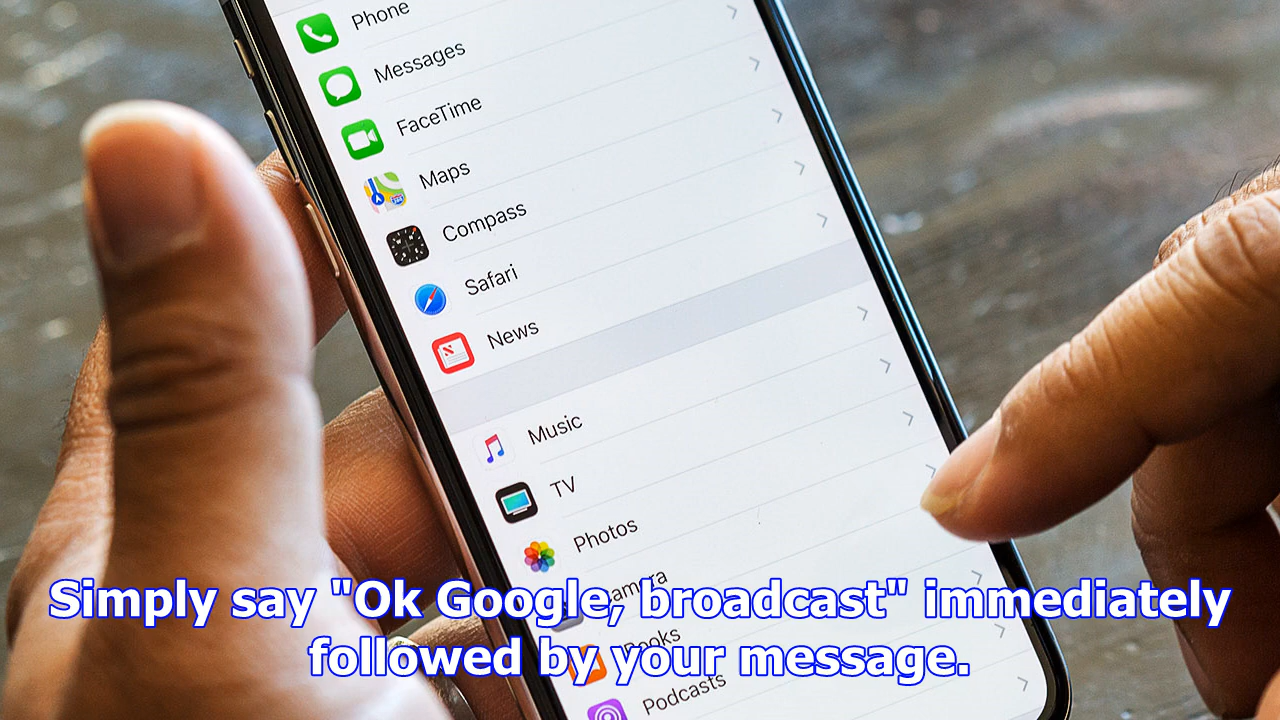 Phone
Messages
FaceTime
Maps
Compass
Safari
News
Music
TV
Photos
Camera
Books
Podcasts
Simply say "Ok Google, broadcast" immediately
followed by your message.